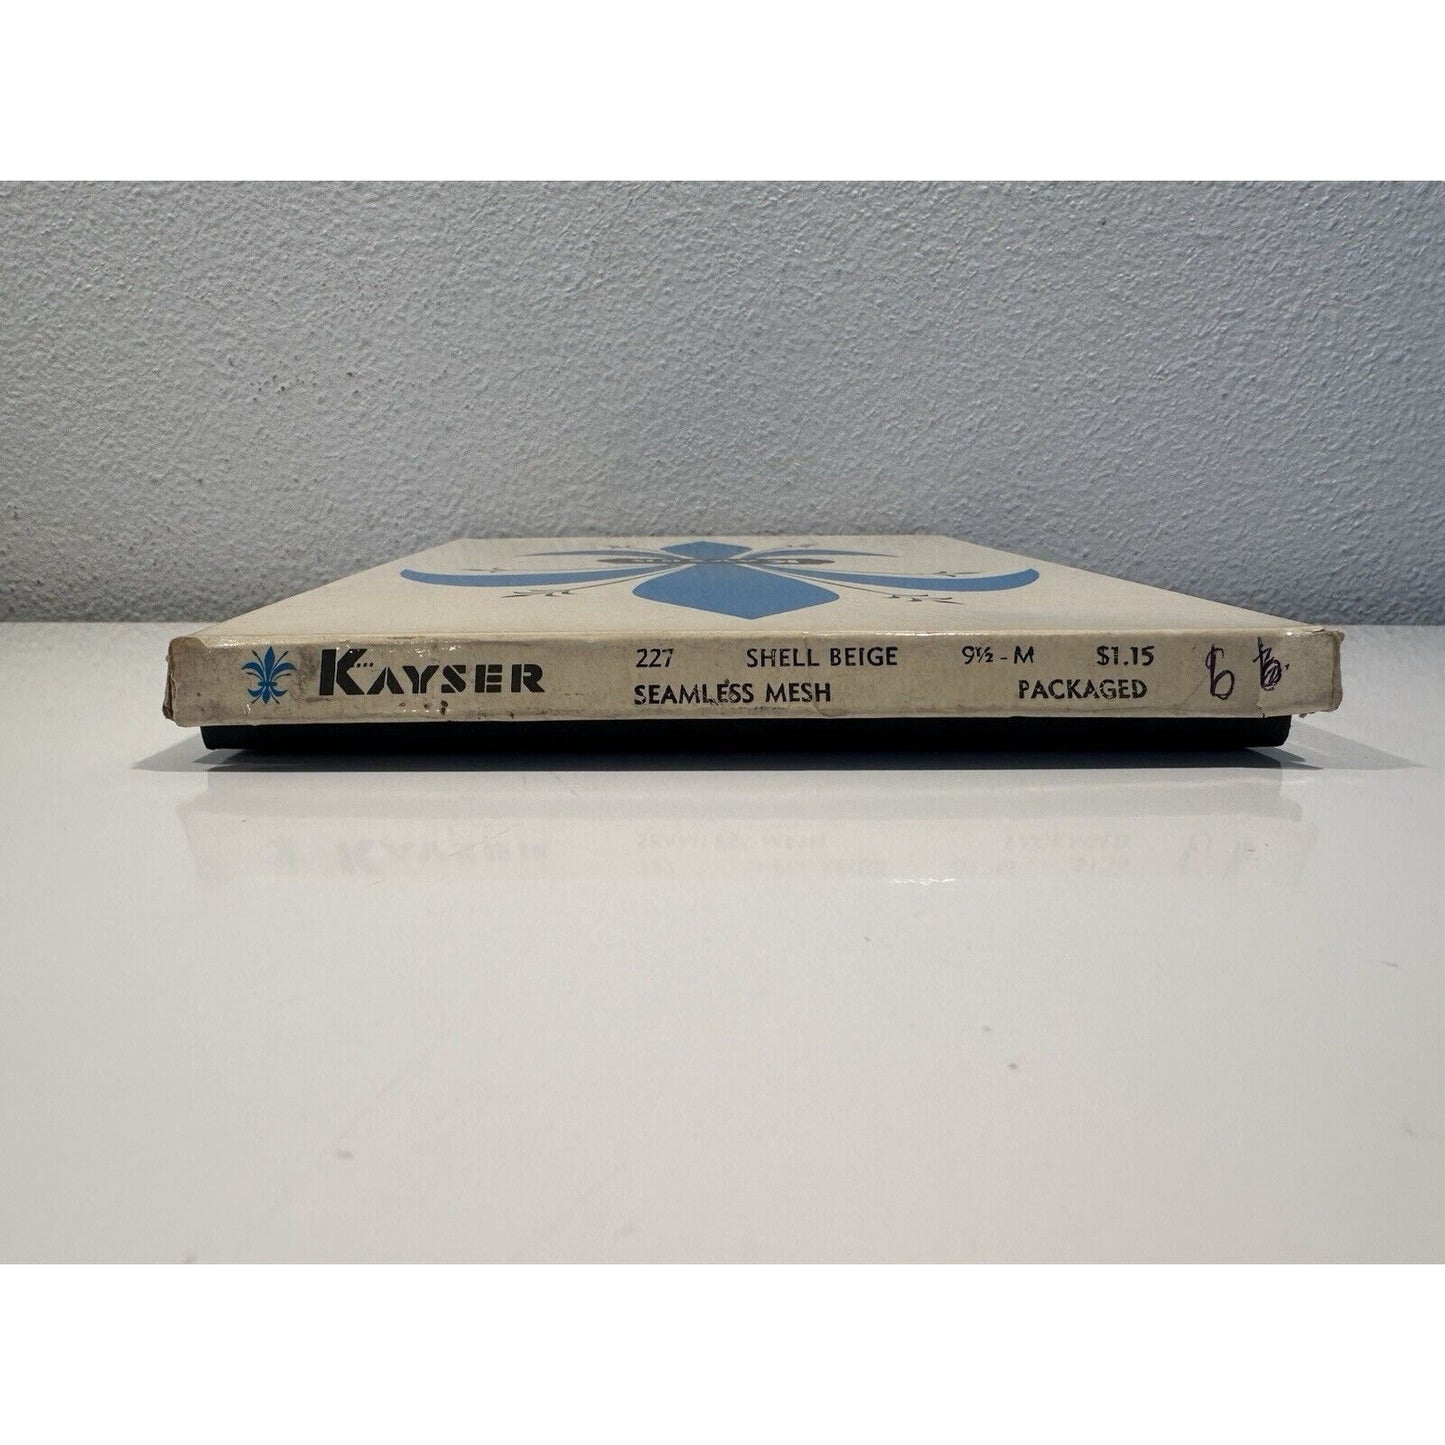 KAYSER 227 SHELL BEIGE 9½ - M $1.15
SEAMLESS MESH PACKAGED